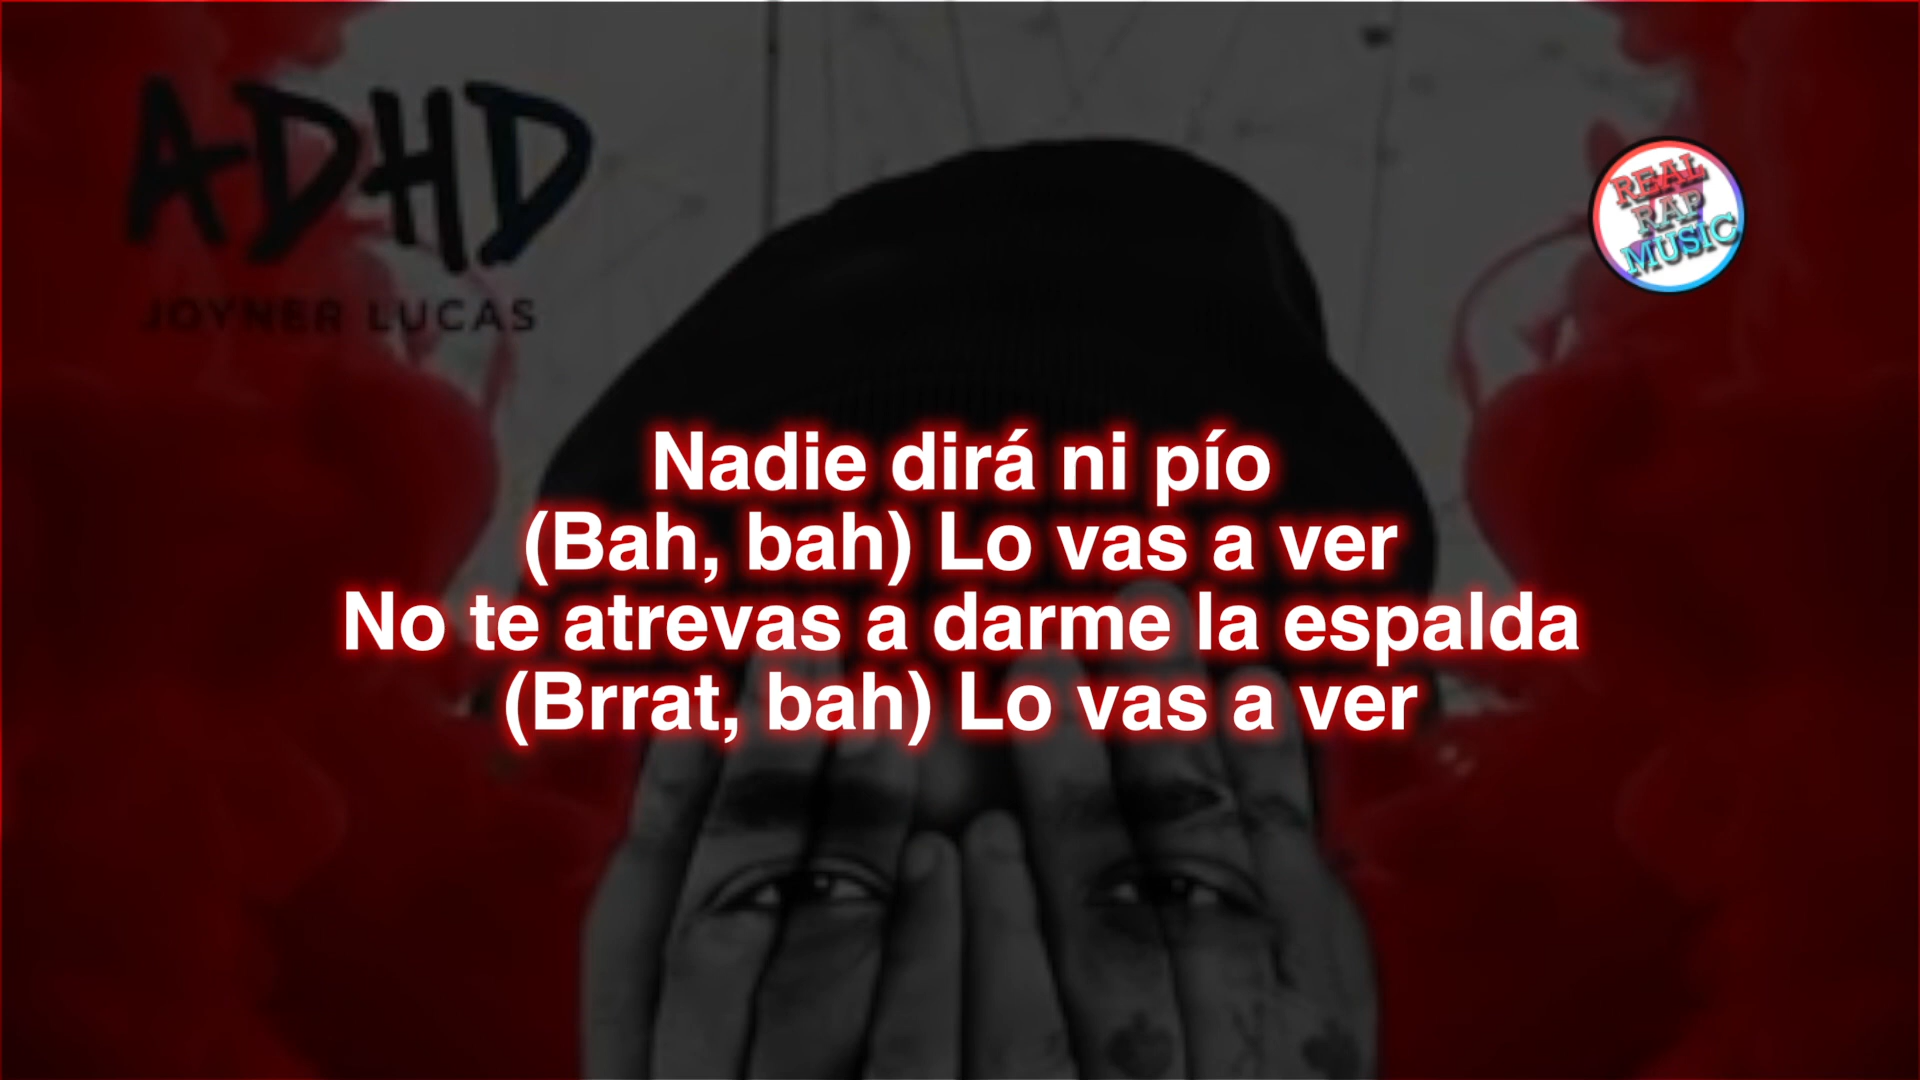 ADHD
JOYNER LUCAS
REAL
RAP
MUSIC
Nadie dirá ni pío
(Bah, bah) Lo vas a ver
No te atrevas a darme la espalda
(Brrat, bah) Lo vas a ver